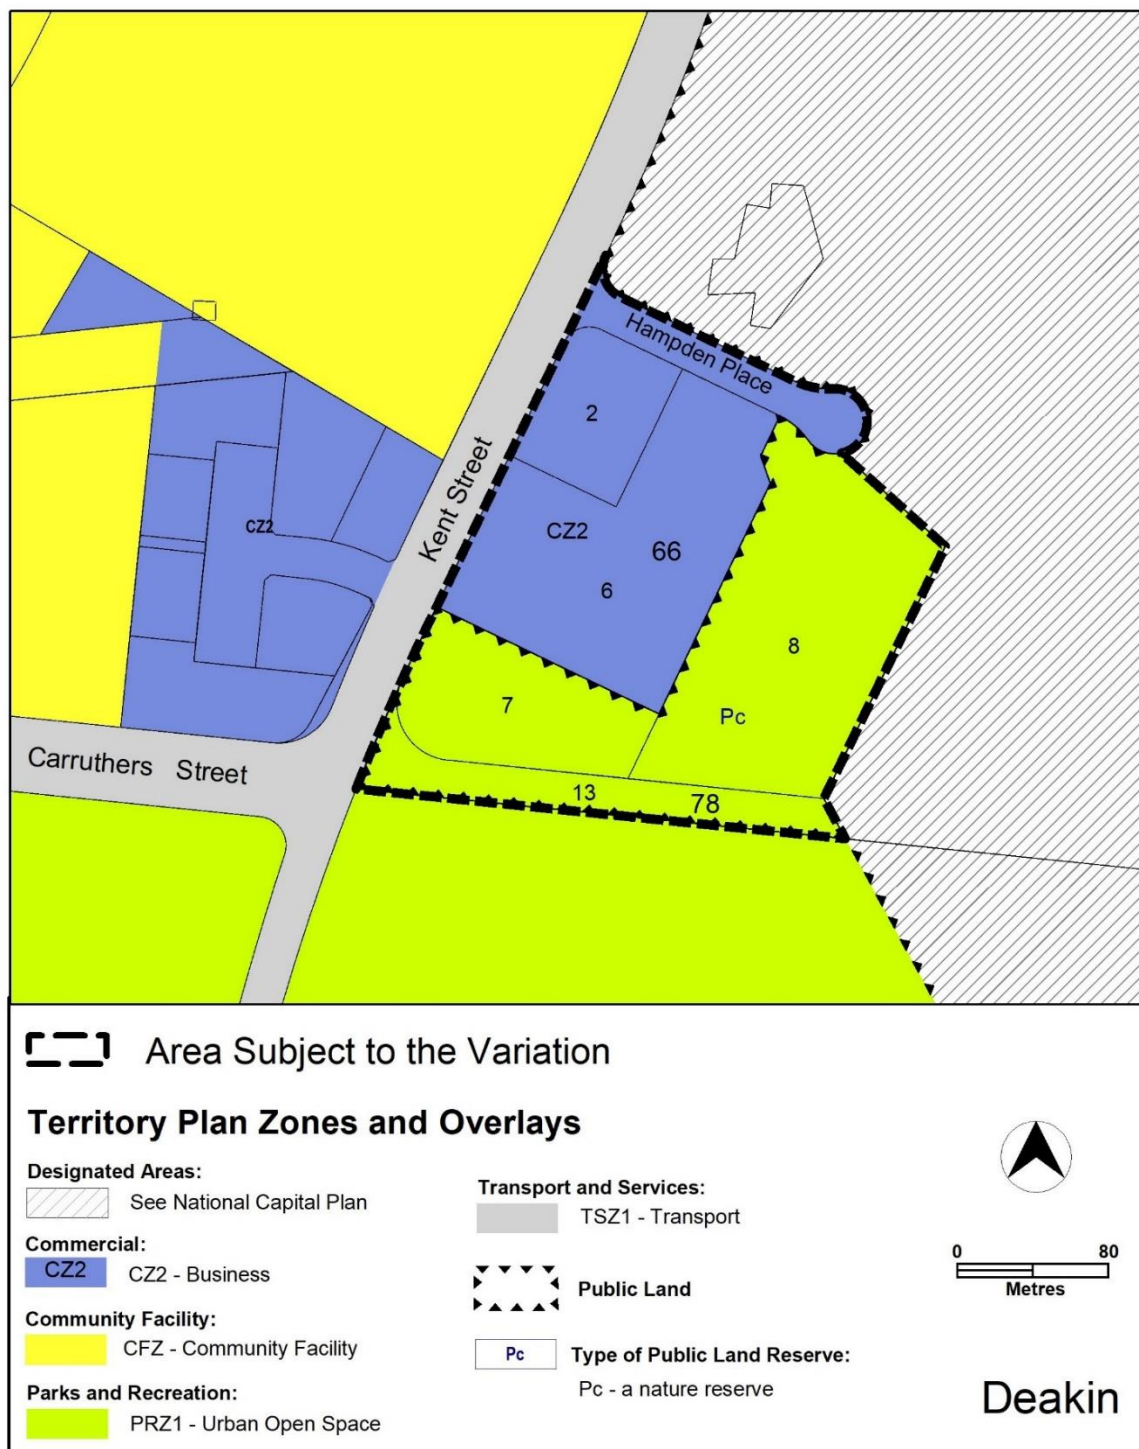 Hampden Place
2
Kent Street
CZ2
CZ2
66
6
8
7
Pc
Carruthers Street
13
78
Area Subject to the Variation
Territory Plan Zones and Overlays
Designated Areas:
See National Capital Plan
Commercial:
CZ2
CZ2 - Business
Community Facility:
CFZ - Community Facility
Parks and Recreation:
PRZ1 - Urban Open Space
Transport and Services:
TSZ1 - Transport
Public Land
Pc
Type of Public Land Reserve:
Pc - a nature reserve
0 80
Metres
Deakin